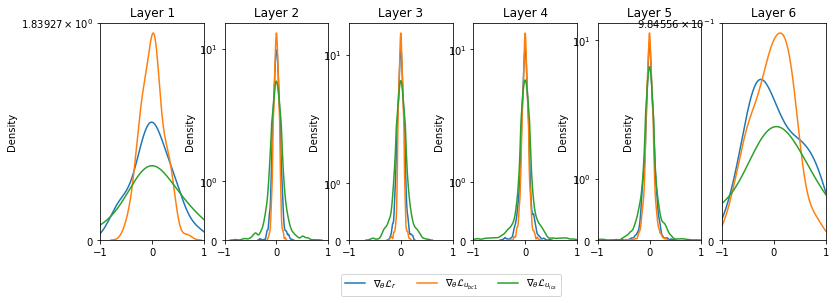 Layer 1 Layer 2 Layer 3 Layer 4 Layer 5 Layer 6
1.83927 × 10⁰ 10¹ 10¹ 10¹ 10¹ 9.84556 × 10⁻¹
Density Density Density Density Density Density
10⁰ 10⁰ 10⁰ 10⁰
0 0 0 0 0 0
−1 0 1 −1 0 1 −1 0 1 −1 0 1 −1 0 1 −1 0 1
∇θℒr ∇θℒu_bc1 ∇θℒu_ics